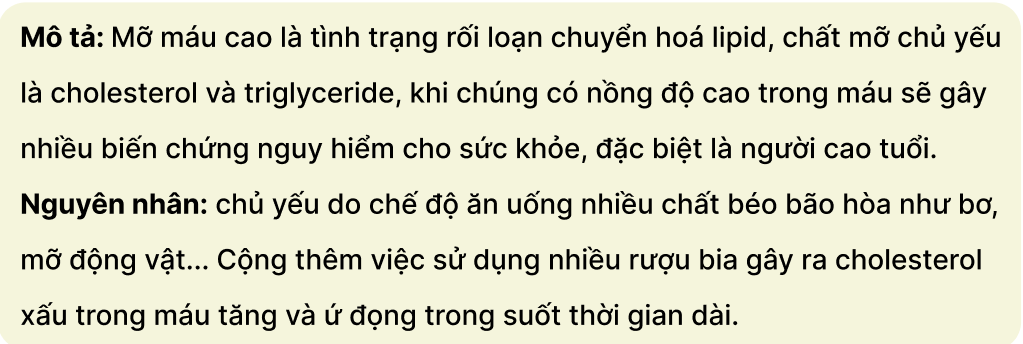 Mô tả: Mỡ máu cao là tình trạng rối loạn chuyển hoá lipid, chất mỡ chủ yếu
là cholesterol và triglyceride, khi chúng có nồng độ cao trong máu sẽ gây
nhiều biến chứng nguy hiểm cho sức khỏe, đặc biệt là người cao tuổi.
Nguyên nhân: chủ yếu do chế độ ăn uống nhiều chất béo bão hòa như bơ,
mỡ động vật... Cộng thêm việc sử dụng nhiều rượu bia gây ra cholesterol
xấu trong máu tăng và ứ đọng trong suốt thời gian dài.